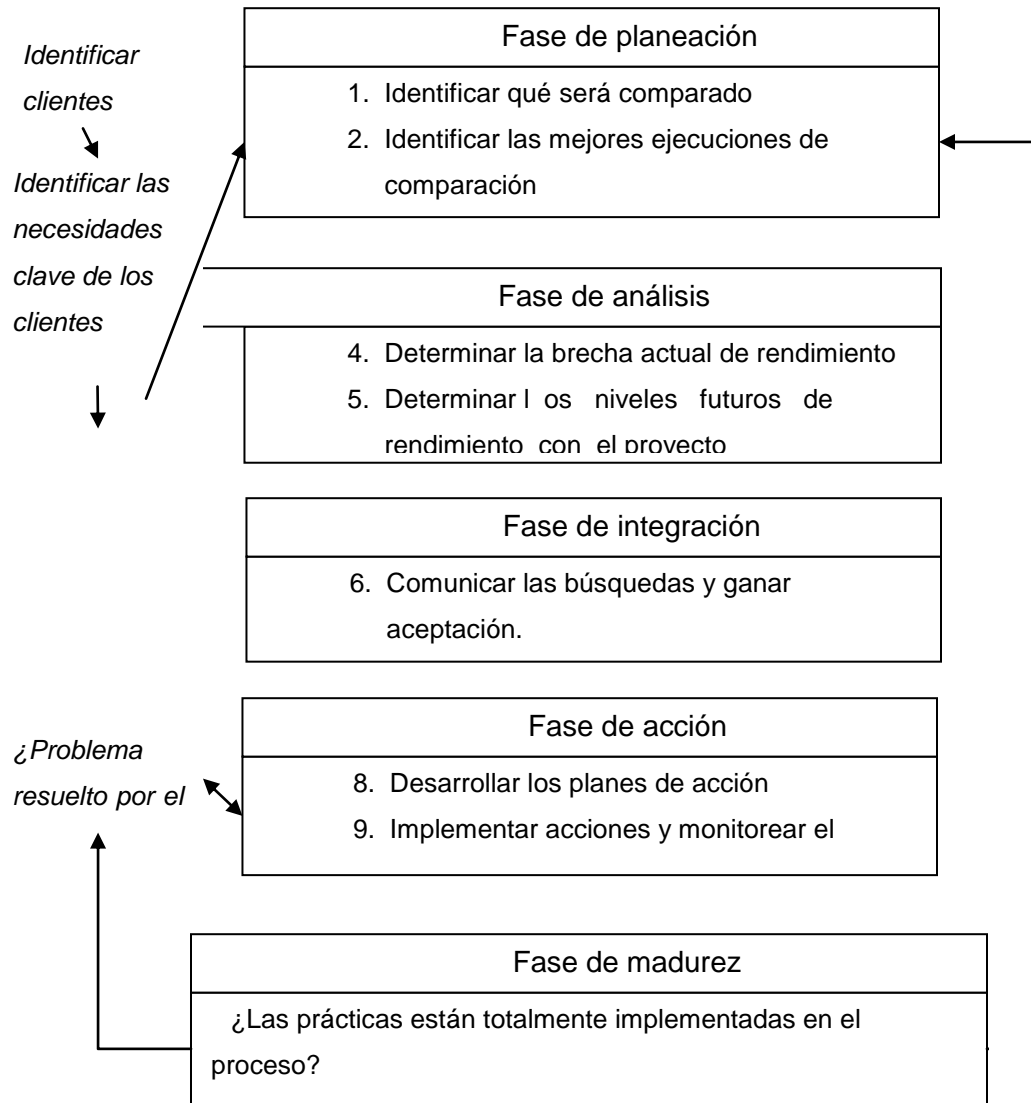 Identificar
clientes
Identificar las
necesidades
clave de los
clientes
Fase de planeación
1. Identificar qué será comparado
2. Identificar las mejores ejecuciones de
comparación
Fase de análisis
4. Determinar la brecha actual de rendimiento
5. Determinar l os niveles futuros de
rendimiento con el proyecto
Fase de integración
6. Comunicar las búsquedas y ganar
aceptación.
¿Problema
resuelto por el
Fase de acción
8. Desarrollar los planes de acción
9. Implementar acciones y monitorear el
Fase de madurez
¿Las prácticas están totalmente implementadas en el
proceso?